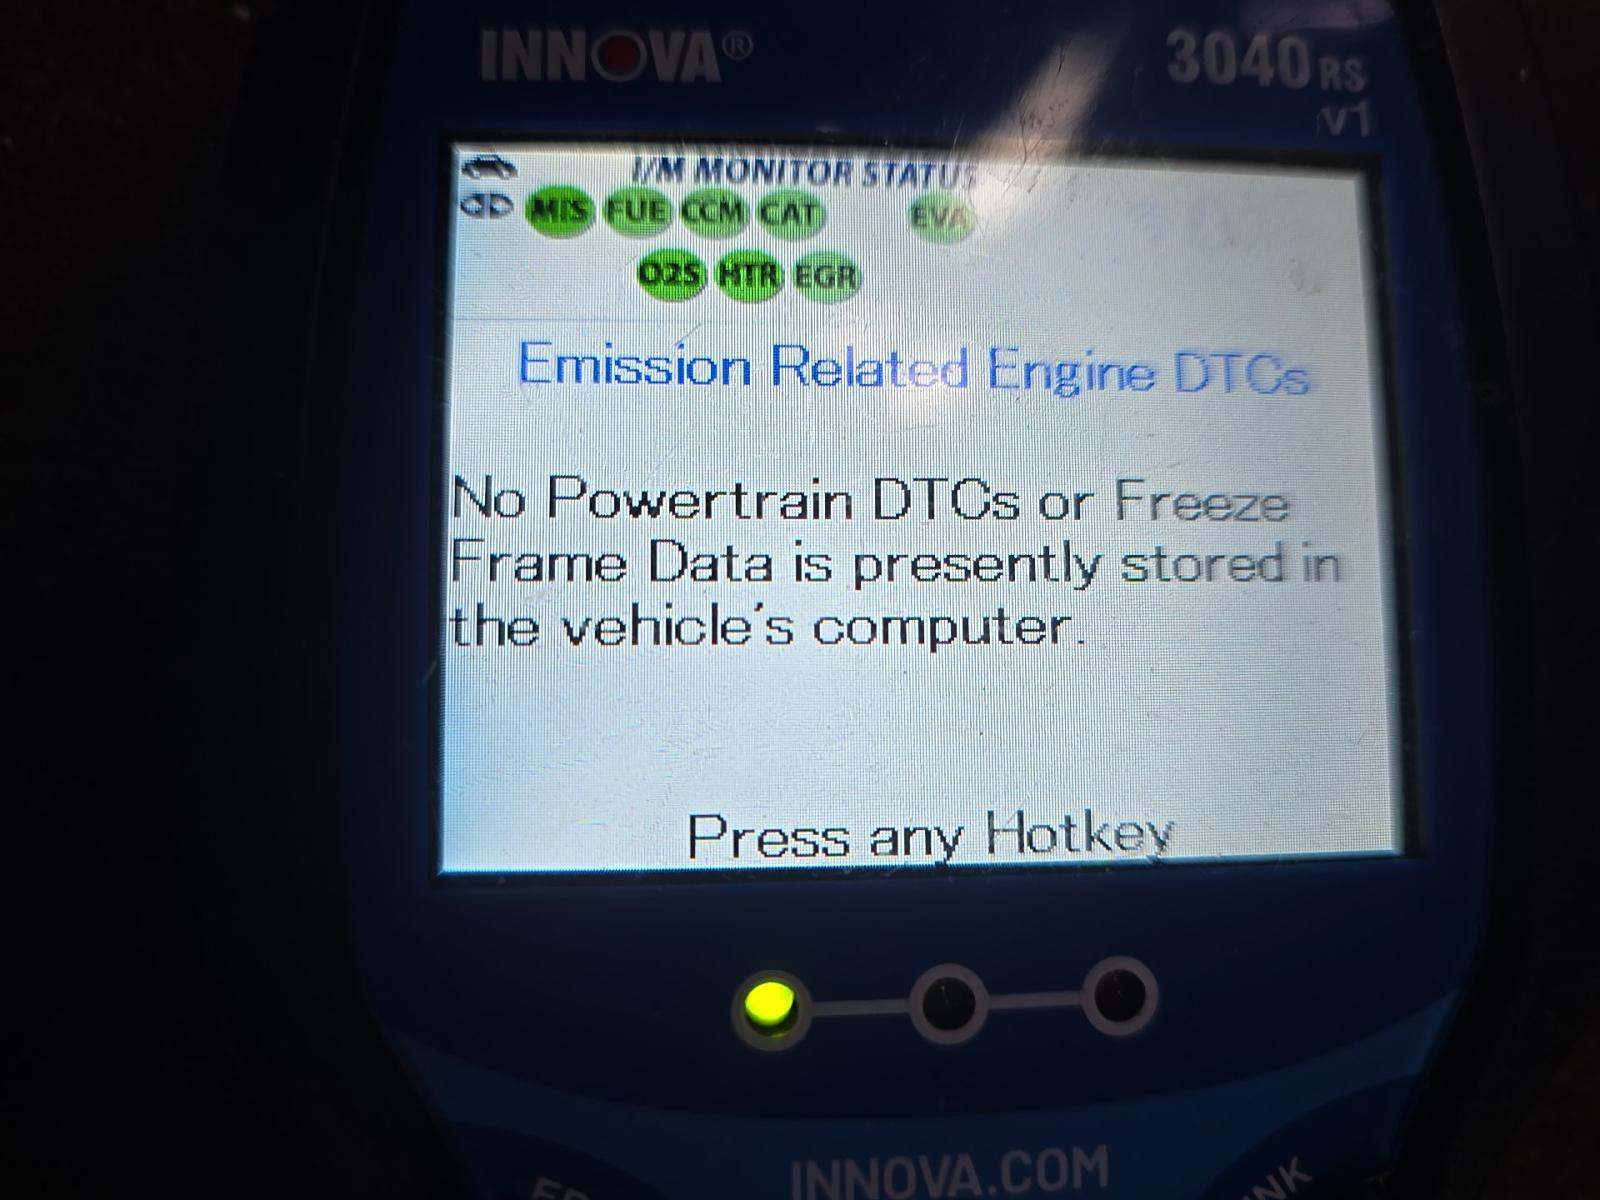 INNOVA®
3040RS
v1
I/M MONITOR STATUS
MIS FUE CCM CAT EVA
O2S HTR EGR
Emission Related Engine DTCs
No Powertrain DTCs or Freeze
Frame Data is presently stored in
the vehicle's computer.
Press any Hotkey
INNOVA.COM